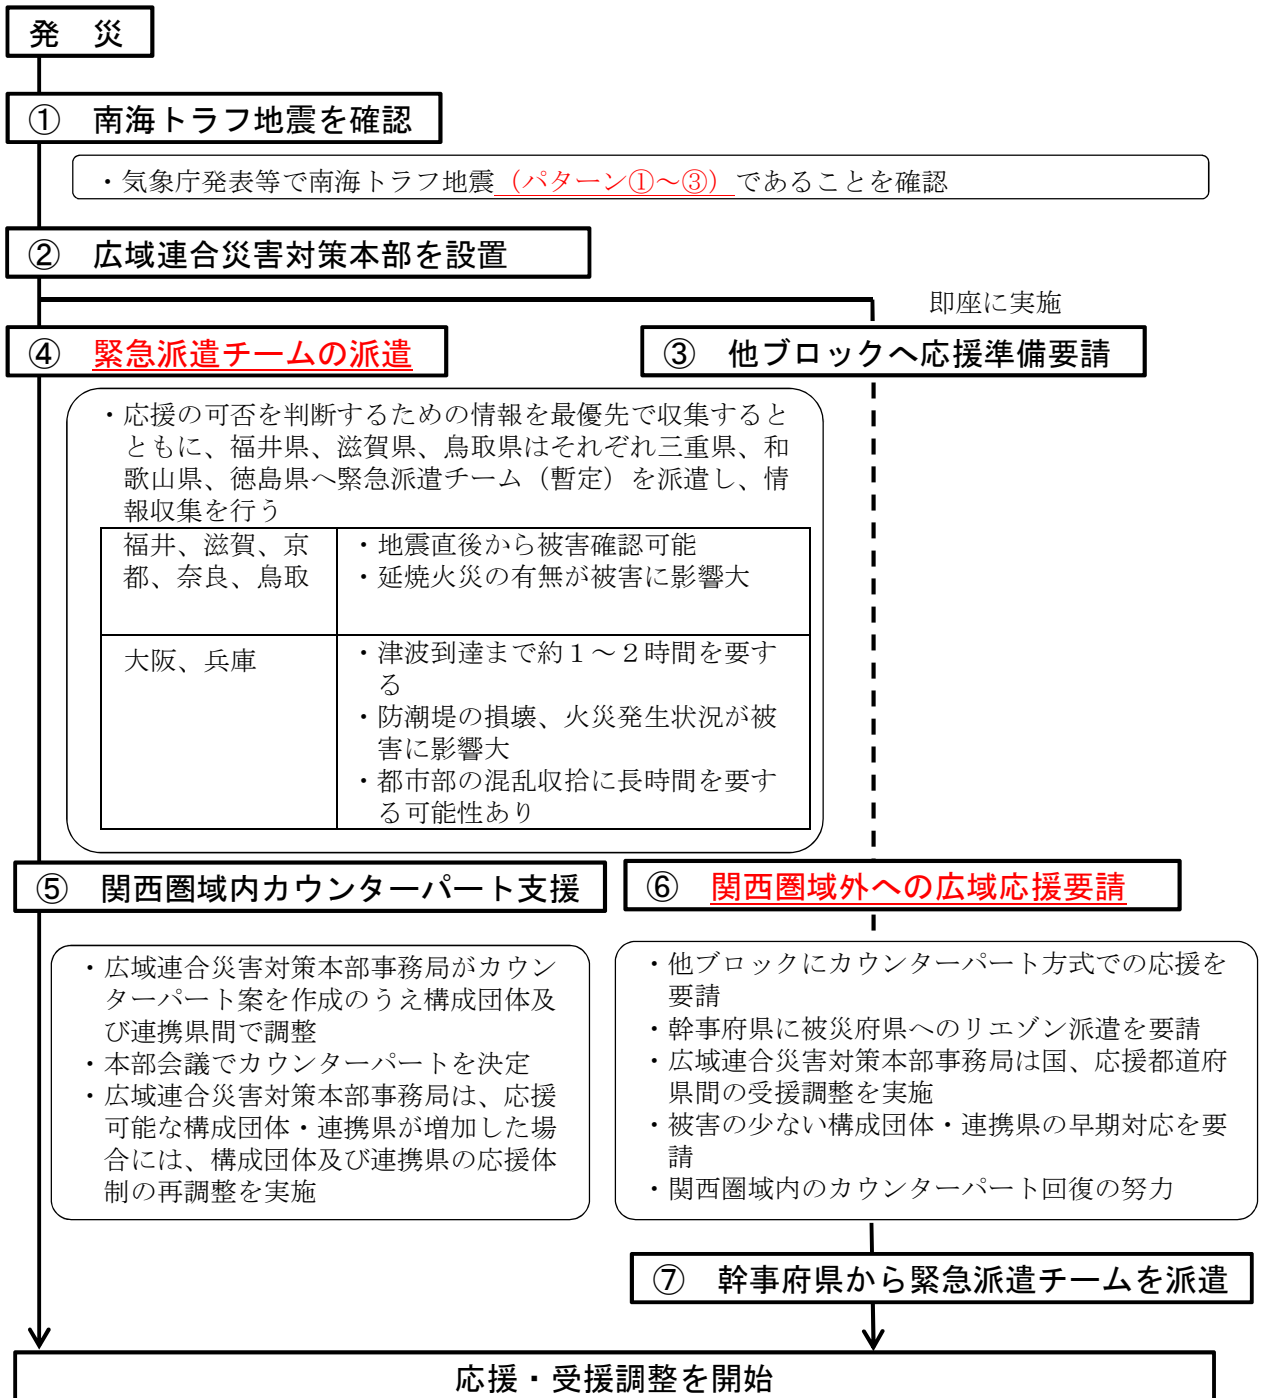 発 災
① 南海トラフ地震を確認
・気象庁発表等で南海トラフ地震（パターン①～③）であることを確認
② 広域連合災害対策本部を設置
即座に実施
④ 緊急派遣チームの派遣
③ 他ブロックへ応援準備要請
・応援の可否を判断するための情報を最優先で収集すると
ともに、福井県、滋賀県、鳥取県はそれぞれ三重県、和
歌山県、徳島県へ緊急派遣チーム（暫定）を派遣し、情
報収集を行う
福井、滋賀、京
都、奈良、鳥取
・地震直後から被害確認可能
・延焼火災の有無が被害に影響大
大阪、兵庫
・津波到達まで約１～２時間を要す
る
・防潮堤の損壊、火災発生状況が被
害に影響大
・都市部の混乱収拾に長時間を要す
る可能性あり
⑤ 関西圏域内カウンターパート支援
・広域連合災害対策本部事務局がカウン
ターパート案を作成のうえ構成団体及
び連携県間で調整
・本部会議でカウンターパートを決定
・広域連合災害対策本部事務局は、応援
可能な構成団体・連携県が増加した場
合には、構成団体及び連携県の応援体
制の再調整を実施
⑥ 関西圏域外への広域応援要請
・他ブロックにカウンターパート方式での応援を
要請
・幹事府県に被災府県へのリエゾン派遣を要請
・広域連合災害対策本部事務局は国、応援都道府
県間の受援調整を実施
・被害の少ない構成団体・連携県の早期対応を要
請
・関西圏域内のカウンターパート回復の努力
⑦ 幹事府県から緊急派遣チームを派遣
応援・受援調整を開始